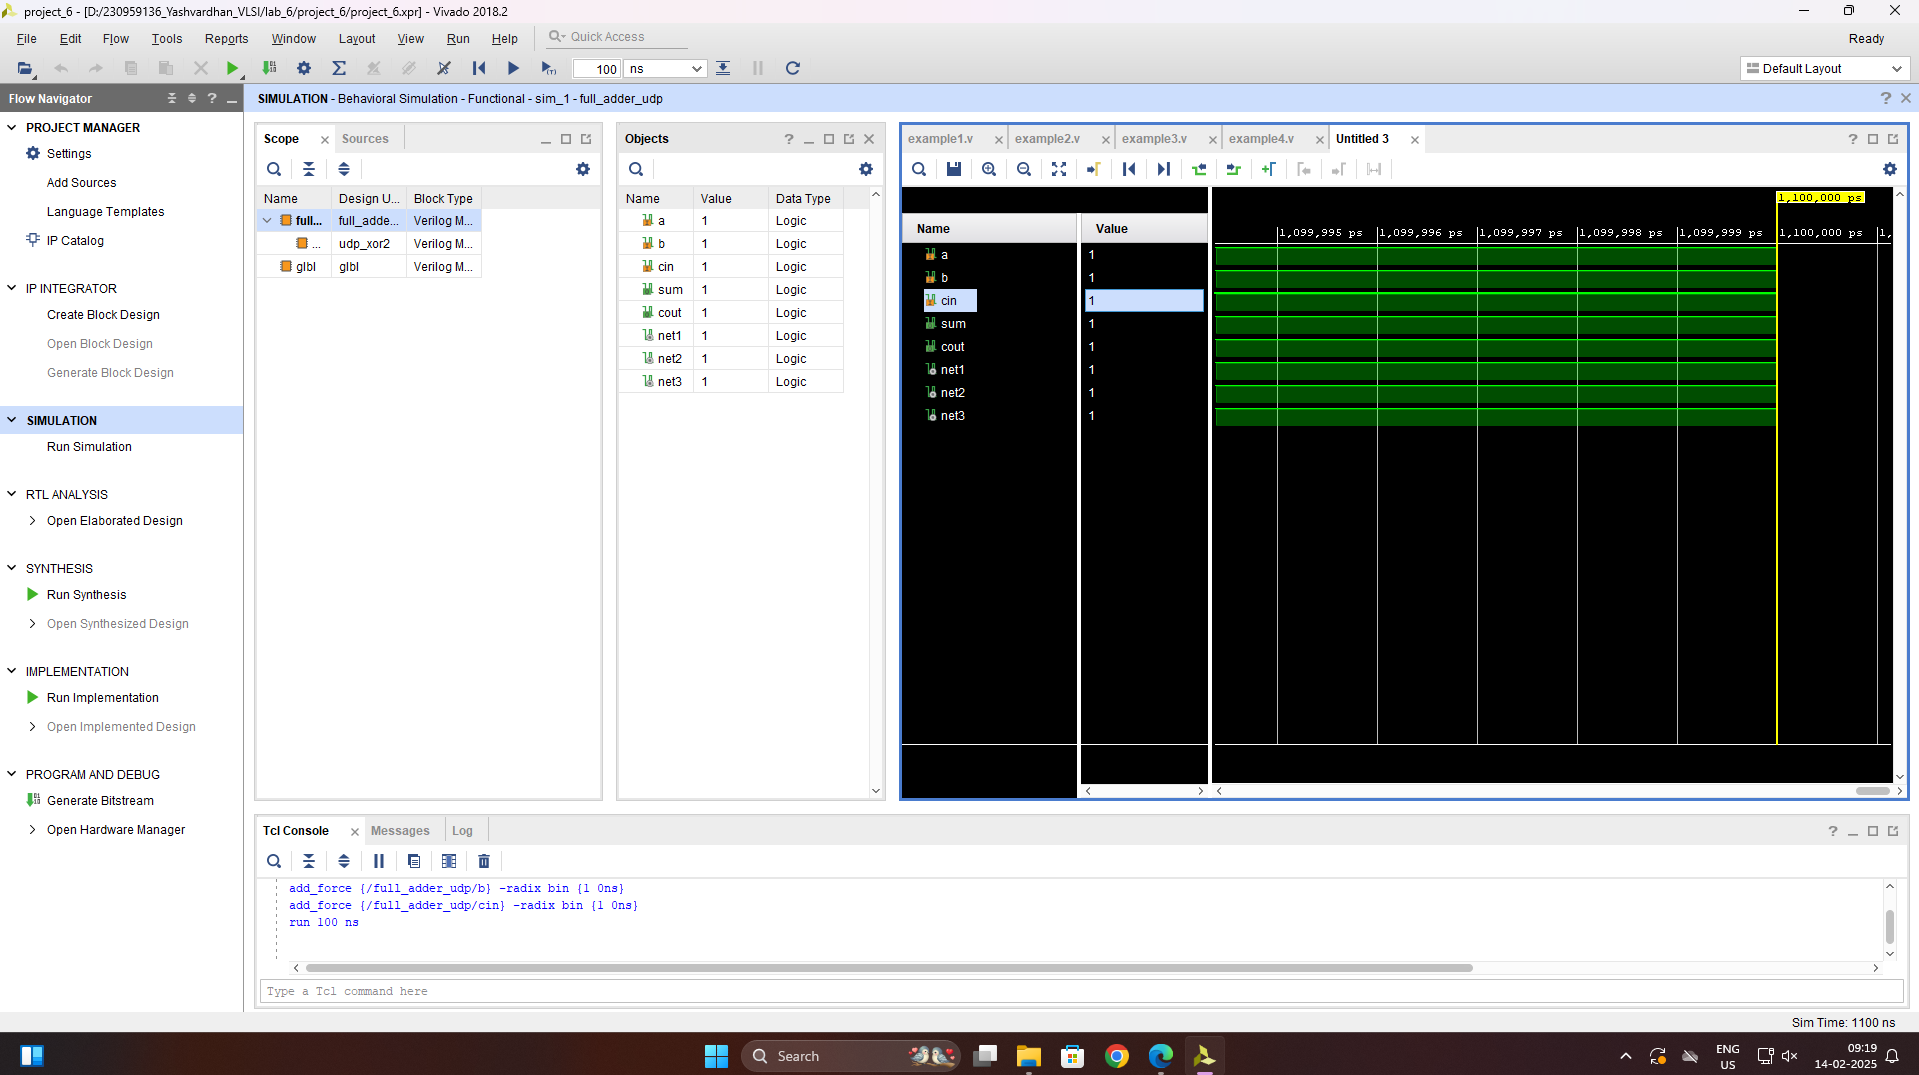 project_6 - [D:/230959136_Yashvardhan_VLSI/lab_6/project_6/project_6.xpr] - Vivado 2018.2
File Edit Flow Tools Reports Window Layout View Run Help Quick Access
Ready
100 ns
Default Layout
Flow Navigator
SIMULATION - Behavioral Simulation - Functional - sim_1 - full_adder_udp
PROJECT MANAGER
Settings
Add Sources
Language Templates
IP Catalog
IP INTEGRATOR
Create Block Design
Open Block Design
Generate Block Design
SIMULATION
Run Simulation
RTL ANALYSIS
Open Elaborated Design
SYNTHESIS
Run Synthesis
Open Synthesized Design
IMPLEMENTATION
Run Implementation
Open Implemented Design
PROGRAM AND DEBUG
Generate Bitstream
Open Hardware Manager
Scope Sources
Name Design U... Block Type
full... full_adde... Verilog M...
... udp_xor2 Verilog M...
glbl glbl Verilog M...
Objects
Name Value Data Type
a 1 Logic
b 1 Logic
cin 1 Logic
sum 1 Logic
cout 1 Logic
net1 1 Logic
net2 1 Logic
net3 1 Logic
example1.v example2.v example3.v example4.v Untitled 3
1,100,000 ps
Name Value
1,099,995 ps 1,099,996 ps 1,099,997 ps 1,099,998 ps 1,099,999 ps 1,100,000 ps 1,
a 1
b 1
cin 1
sum 1
cout 1
net1 1
net2 1
net3 1
Tcl Console Messages Log
add_force {/full_adder_udp/b} -radix bin {1 0ns}
add_force {/full_adder_udp/cin} -radix bin {1 0ns}
run 100 ns
Type a Tcl command here
Sim Time: 1100 ns
Search
ENG
US
09:19
14-02-2025